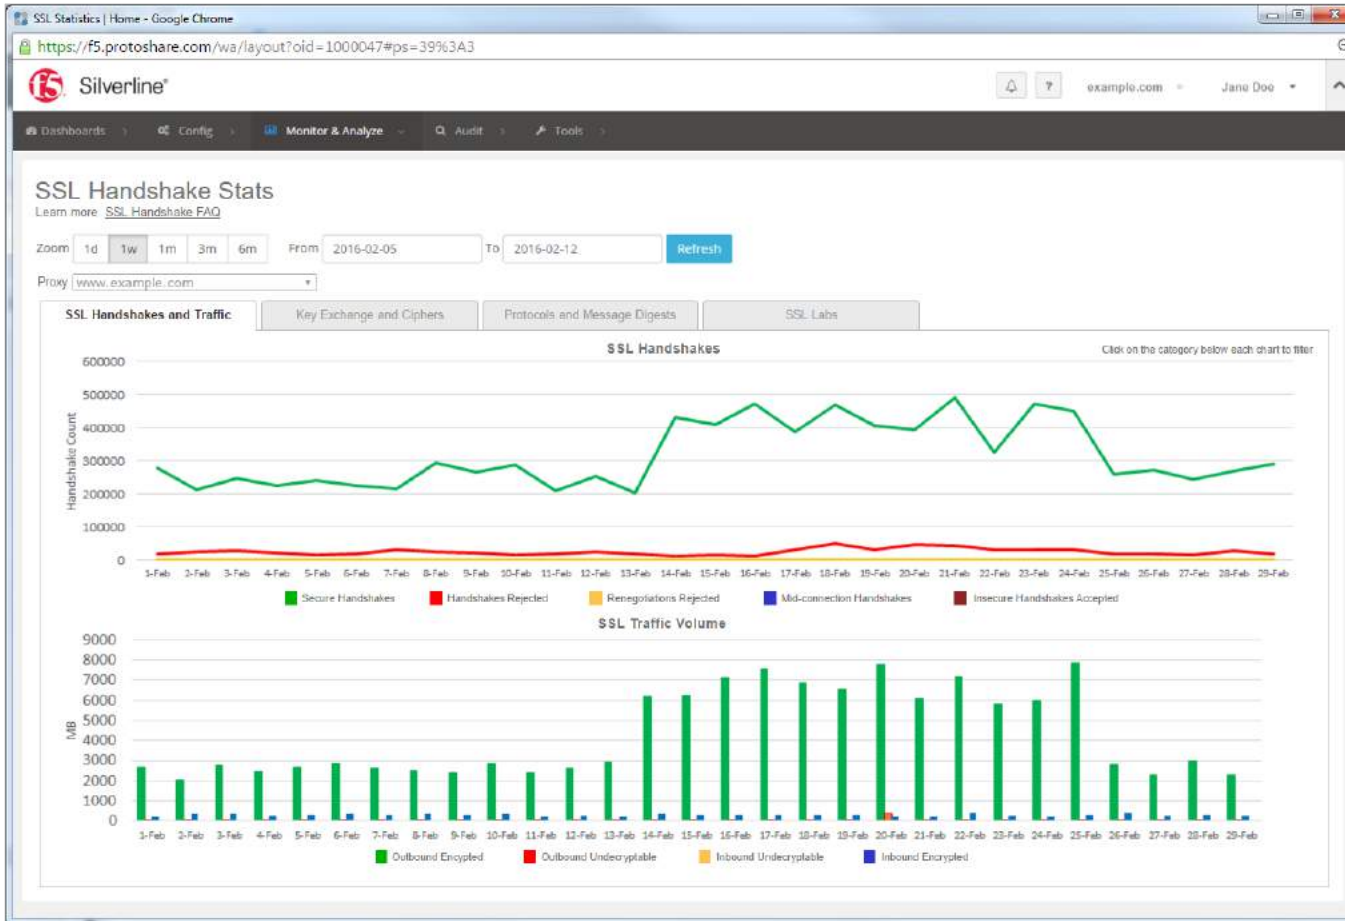 SSL Statistics | Home - Google Chrome
https://f5.protoshare.com/wa/layout?oid=1000047#ps=39%3A3
f5 Silverline® ? example.com Jane Doe
Dashboards Config Monitor & Analyze Audit Tools
SSL Handshake Stats
Learn more SSL Handshake FAQ
Zoom 1d 1w 1m 3m 6m From 2016-02-05 To 2016-02-12 Refresh
Proxy www.example.com
SSL Handshakes and Traffic Key Exchange and Ciphers Protocols and Message Digests SSL Labs
SSL Handshakes Click on the category below each chart to filter
600000
500000
400000
300000
200000
100000
0
Handshake Count
1-Feb 2-Feb 3-Feb 4-Feb 5-Feb 6-Feb 7-Feb 8-Feb 9-Feb 10-Feb 11-Feb 12-Feb 13-Feb 14-Feb 15-Feb 16-Feb 17-Feb 18-Feb 19-Feb 20-Feb 21-Feb 22-Feb 23-Feb 24-Feb 25-Feb 26-Feb 27-Feb 28-Feb 29-Feb
Secure Handshakes Handshakes Rejected Renegotiations Rejected Mid-connection Handshakes Insecure Handshakes Accepted
SSL Traffic Volume
9000
8000
7000
6000
5000
4000
3000
2000
1000
0
MB
1-Feb 2-Feb 3-Feb 4-Feb 5-Feb 6-Feb 7-Feb 8-Feb 9-Feb 10-Feb 11-Feb 12-Feb 13-Feb 14-Feb 15-Feb 16-Feb 17-Feb 18-Feb 19-Feb 20-Feb 21-Feb 22-Feb 23-Feb 24-Feb 25-Feb 26-Feb 27-Feb 28-Feb 29-Feb
Outbound Encypted Outbound Undecryptable Inbound Undecryptable Inbound Encrypted